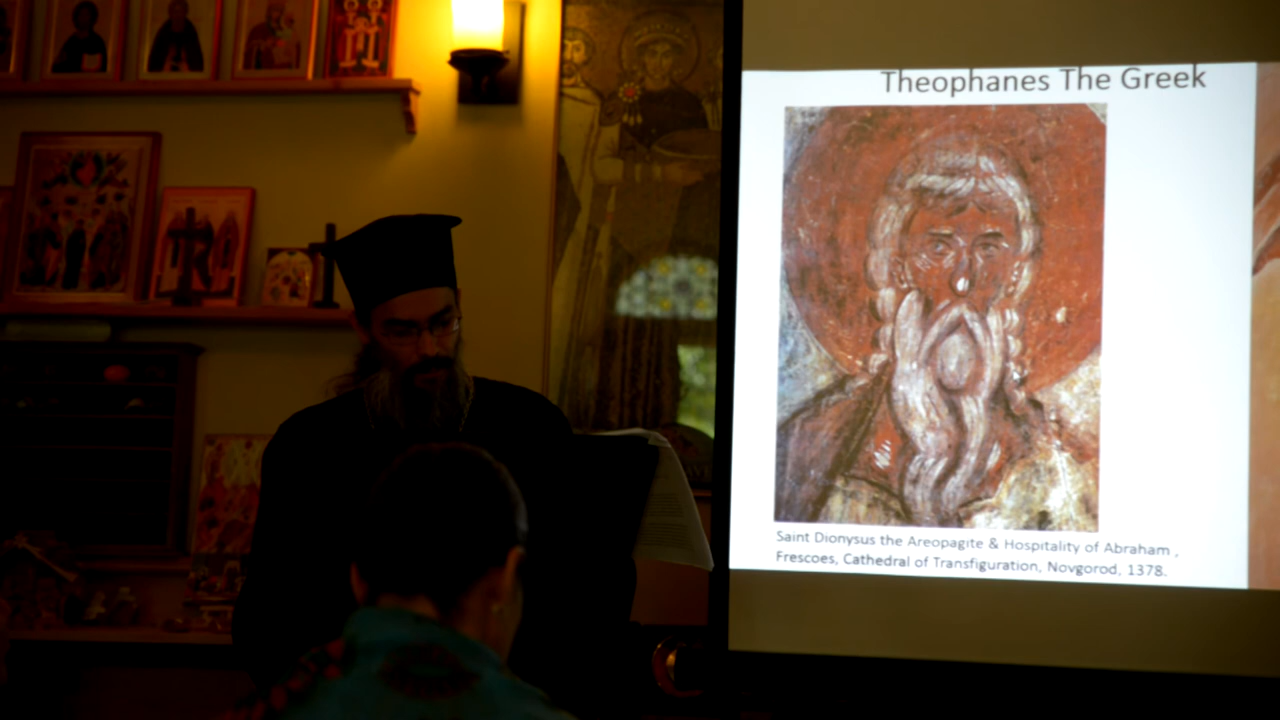 Theophanes The Greek
Saint Dionysus the Areopagite & Hospitality of Abraham ,
Frescoes, Cathedral of Transfiguration, Novgorod, 1378.